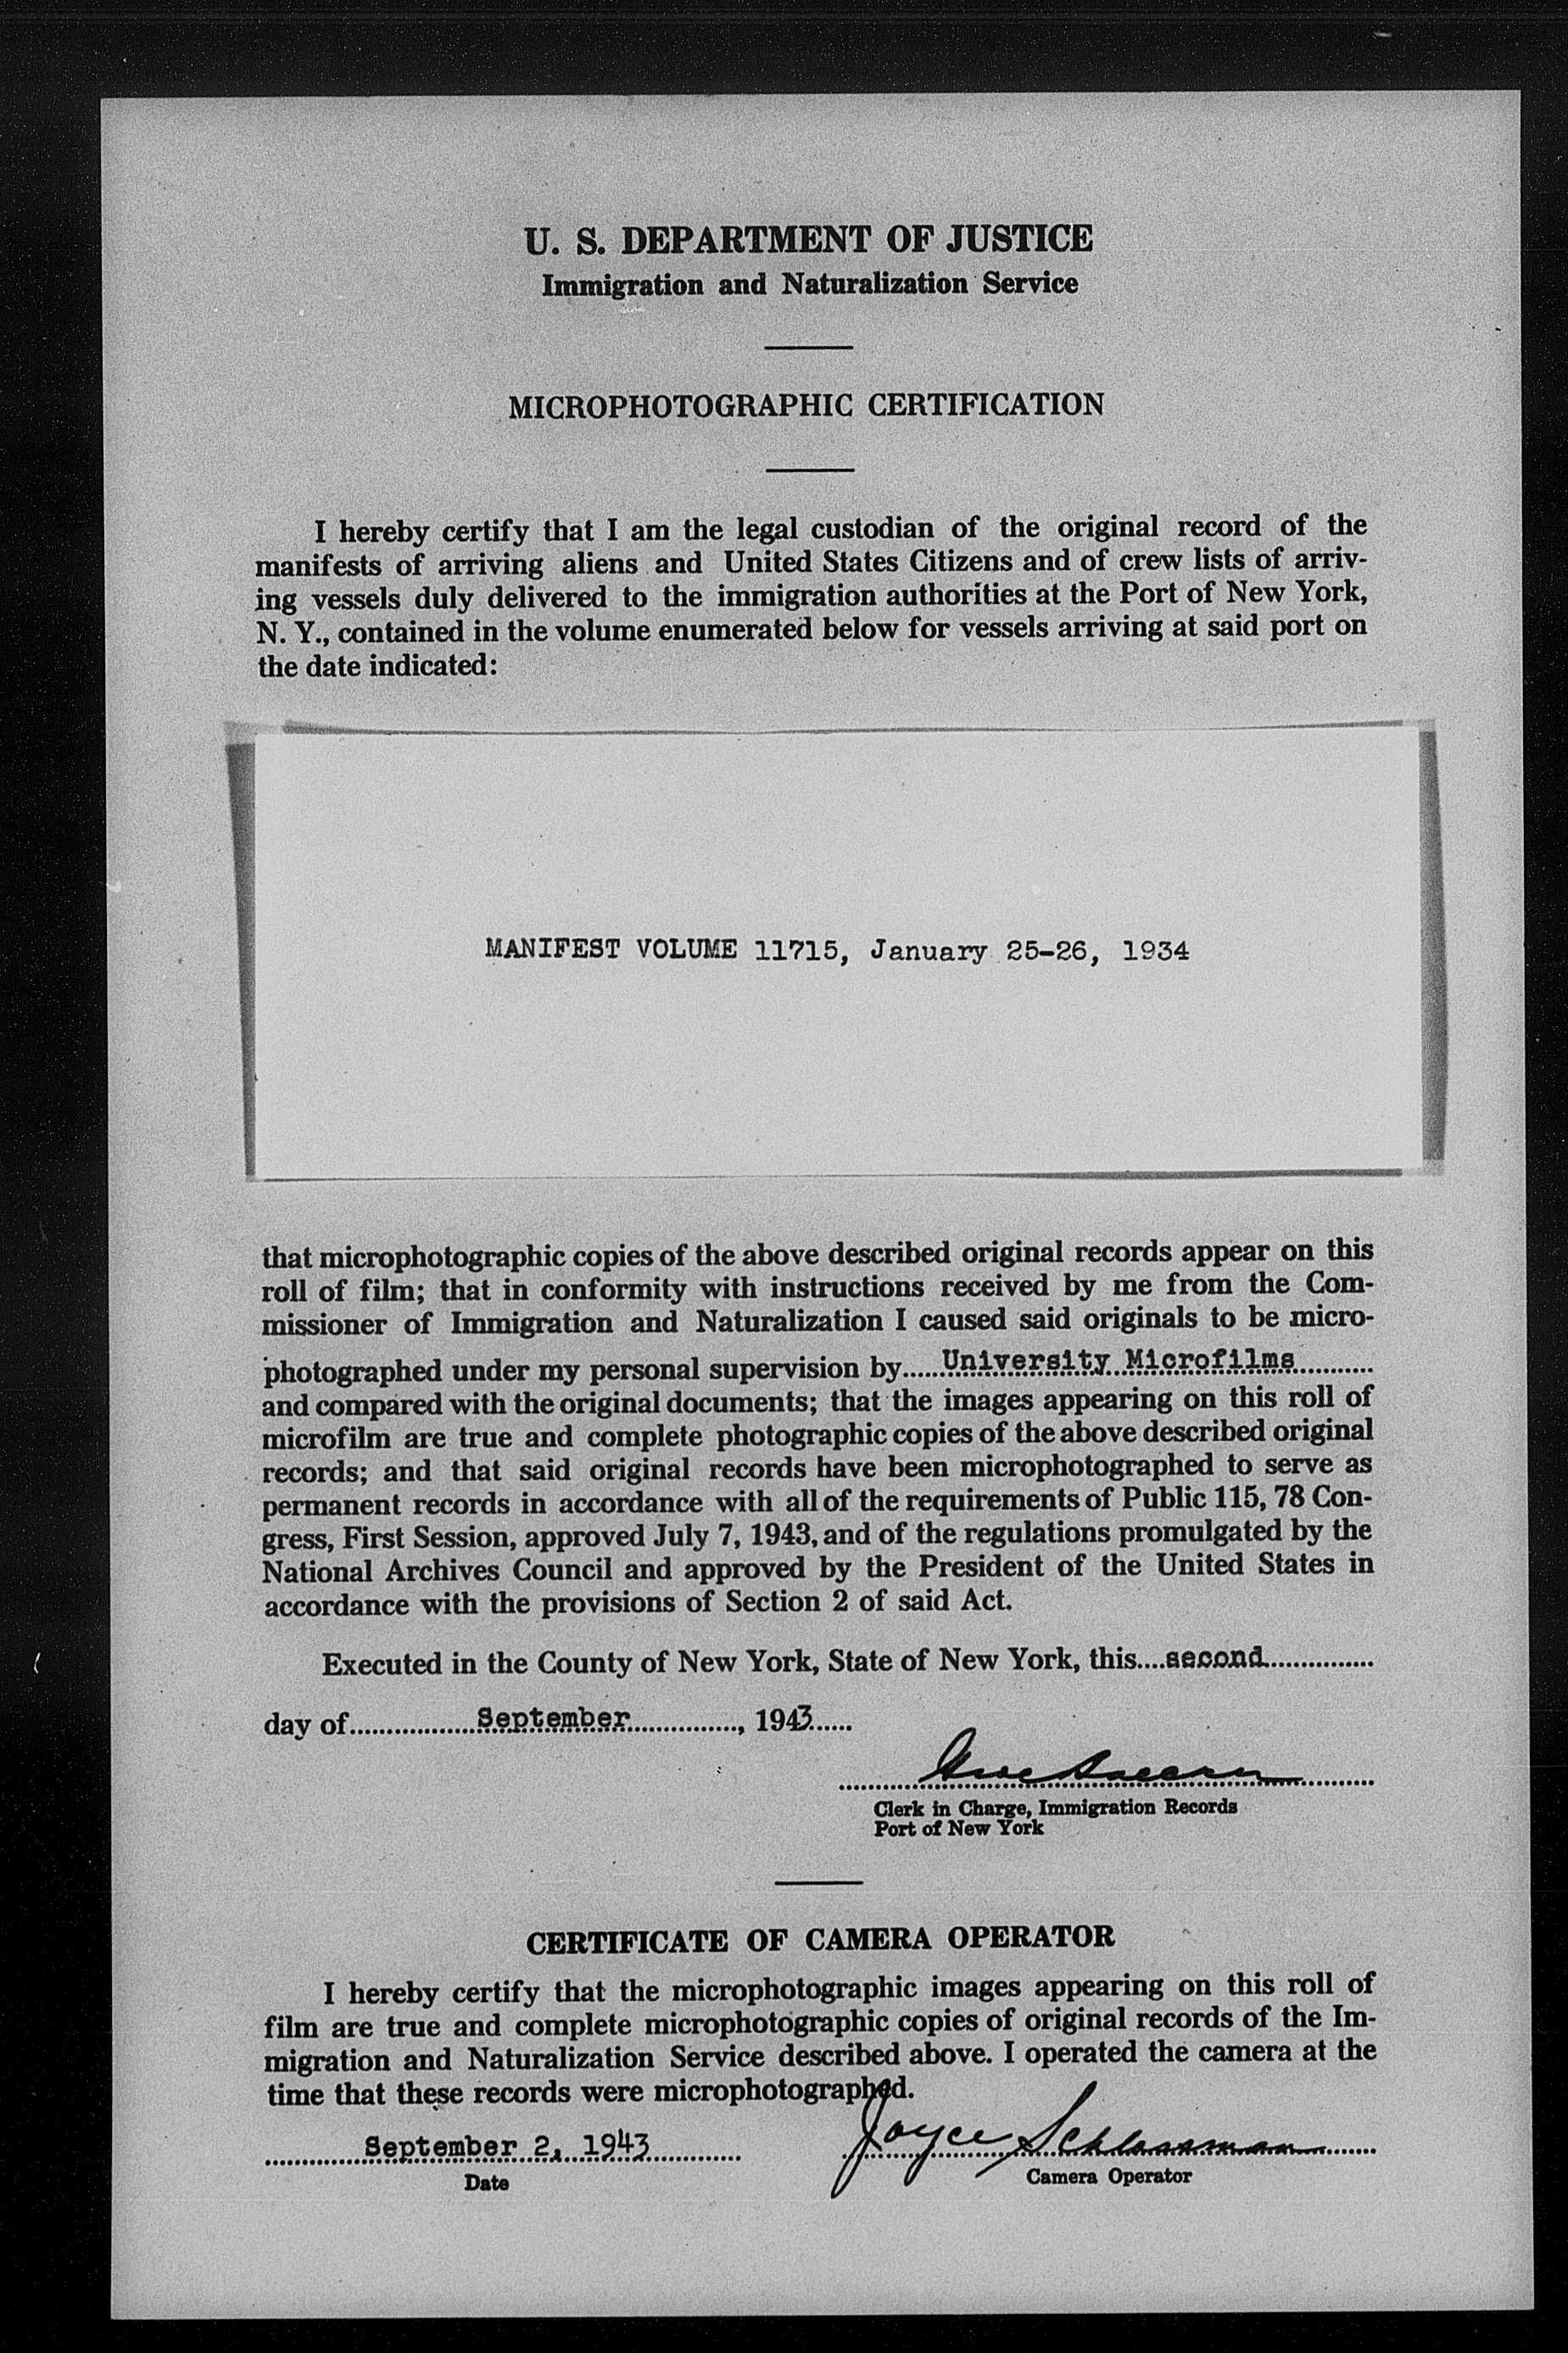 U. S. DEPARTMENT OF JUSTICE
Immigration and Naturalization Service
MICROPHOTOGRAPHIC CERTIFICATION
I hereby certify that I am the legal custodian of the original record of the
manifests of arriving aliens and United States Citizens and of crew lists of arriv-
ing vessels duly delivered to the immigration authorities at the Port of New York,
N. Y., contained in the volume enumerated below for vessels arriving at said port on
the date indicated:
MANIFEST VOLUME 11715, January 25-26, 1934
that microphotographic copies of the above described original records appear on this
roll of film; that in conformity with instructions received by me from the Com-
missioner of Immigration and Naturalization I caused said originals to be micro-
photographed under my personal supervision by University Microfilms
and compared with the original documents; that the images appearing on this roll of
microfilm are true and complete photographic copies of the above described original
records; and that said original records have been microphotographed to serve as
permanent records in accordance with all of the requirements of Public 115, 78 Con-
gress, First Session, approved July 7, 1943, and of the regulations promulgated by the
National Archives Council and approved by the President of the United States in
accordance with the provisions of Section 2 of said Act.
Executed in the County of New York, State of New York, this second
day of September, 1943
Clerk in Charge, Immigration Records
Port of New York
CERTIFICATE OF CAMERA OPERATOR
I hereby certify that the microphotographic images appearing on this roll of
film are true and complete microphotographic copies of original records of the Im-
migration and Naturalization Service described above. I operated the camera at the
time that these records were microphotographed.
September 2, 1943 Joyce Schlossman
Date Camera Operator